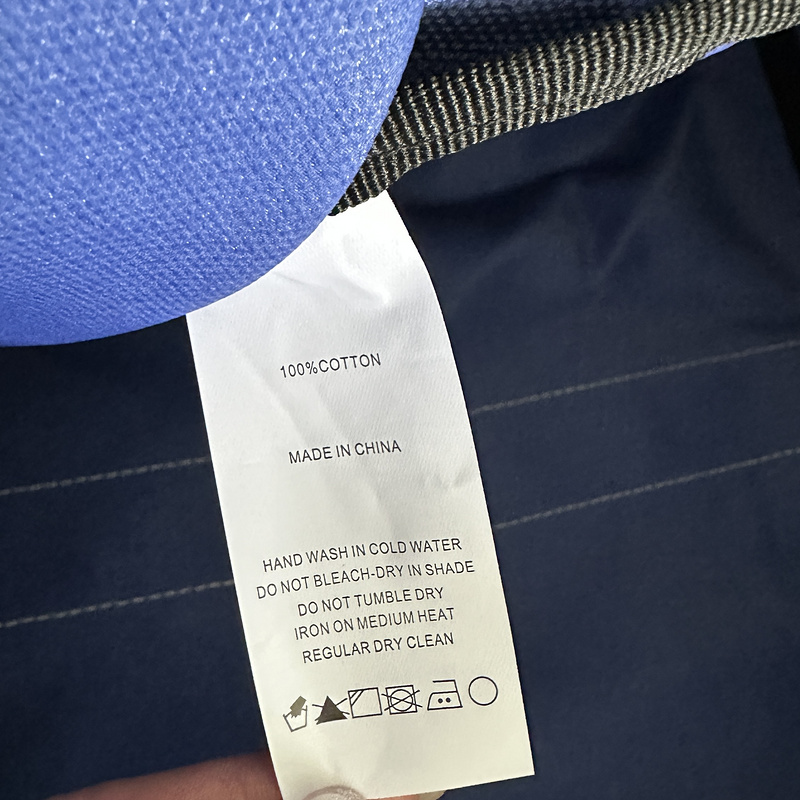 100%COTTON
MADE IN CHINA
HAND WASH IN COLD WATER
DO NOT BLEACH-DRY IN SHADE
DO NOT TUMBLE DRY
IRON ON MEDIUM HEAT
REGULAR DRY CLEAN